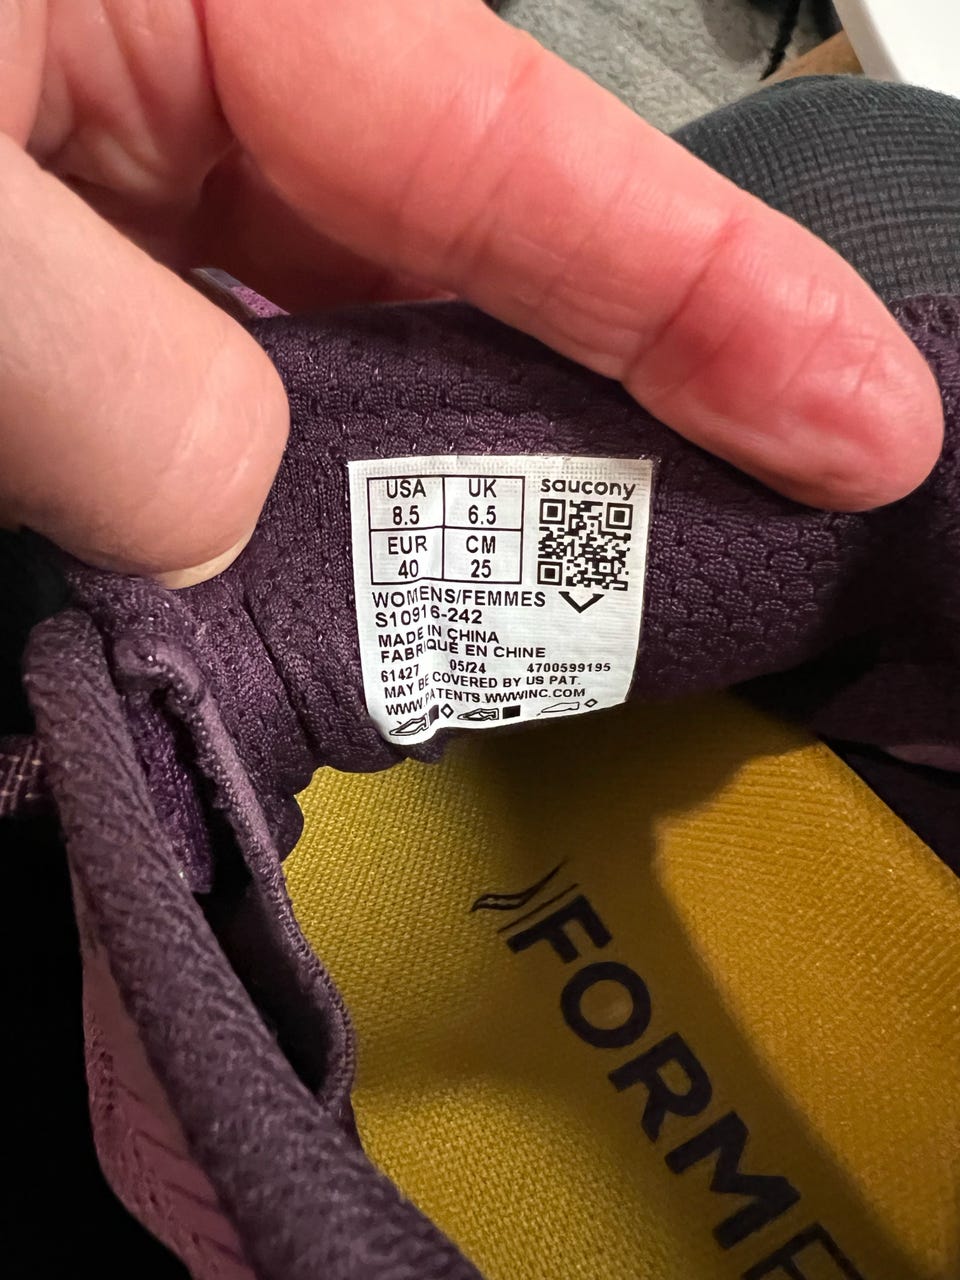 USA UK
8.5 6.5
EUR CM
40 25
saucony
WOMENS/FEMMES
S10916-242
MADE IN CHINA
FABRIQUÉ EN CHINE
61427 05/24 4700599195
MAY BE COVERED BY US PAT.
WWW.PATENTS.WWWINC.COM